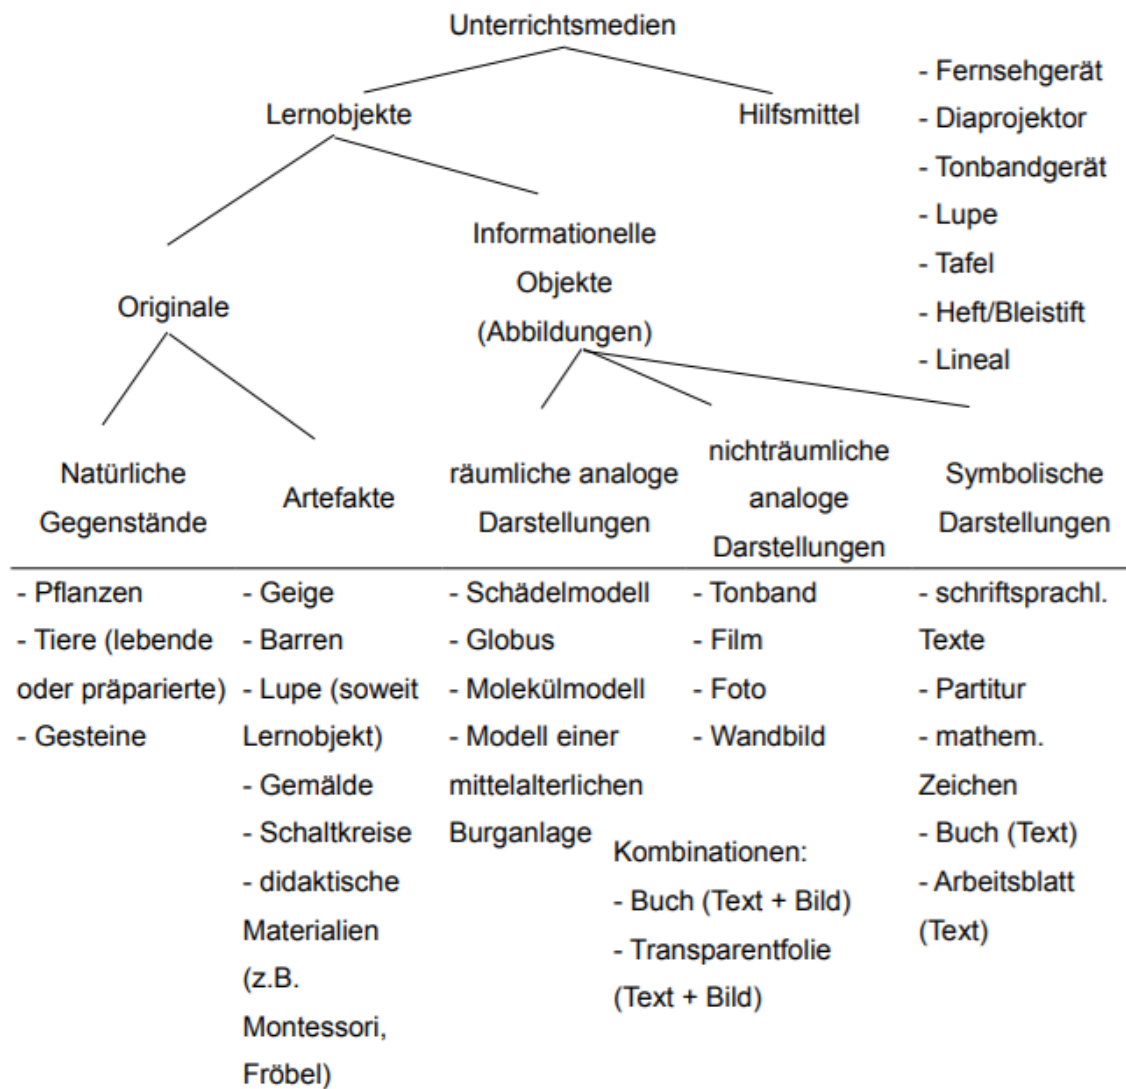 Unterrichtsmedien
Lernobjekte
Hilfsmittel
- Fernsehgerät
- Diaprojektor
- Tonbandgerät
- Lupe
- Tafel
- Heft/Bleistift
- Lineal
Originale
Informationelle
Objekte
(Abbildungen)
Natürliche
Gegenstände
Artefakte
räumliche analoge
Darstellungen
nichträumliche
analoge
Darstellungen
Symbolische
Darstellungen
- Pflanzen
- Tiere (lebende
oder präparierte)
- Gesteine
- Geige
- Barren
- Lupe (soweit
Lernobjekt)
- Gemälde
- Schaltkreise
- didaktische
Materialien
(z.B.
Montessori,
Fröbel)
- Schädelmodell
- Globus
- Molekülmodell
- Modell einer
mittelalterlichen
Burganlage
- Tonband
- Film
- Foto
- Wandbild
Kombinationen:
- Buch (Text + Bild)
- Transparentfolie
(Text + Bild)
- schriftsprachl.
Texte
- Partitur
- mathem.
Zeichen
- Buch (Text)
- Arbeitsblatt
(Text)